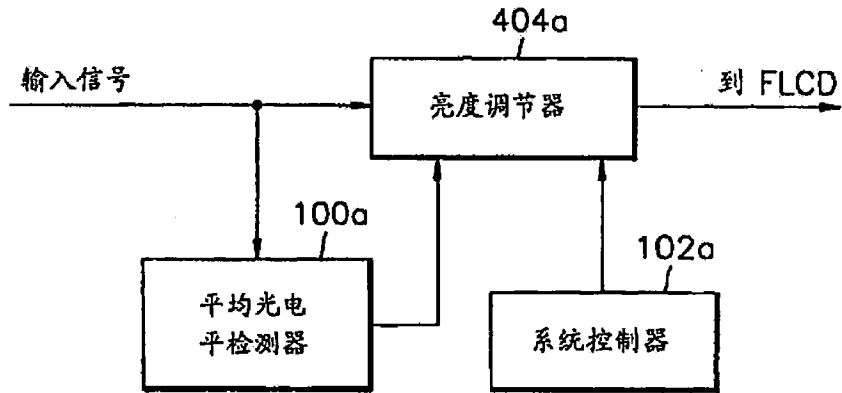 404a
输入信号
亮度调节器
到 FLCD
100a
平均光电
平检测器
102a
系统控制器